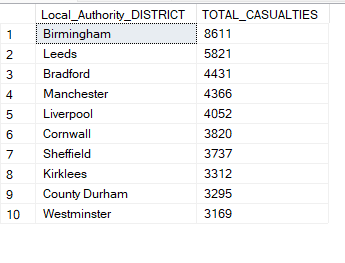 Local_Authority_DISTRICT TOTAL_CASUALTIES
1 Birmingham 8611
2 Leeds 5821
3 Bradford 4431
4 Manchester 4366
5 Liverpool 4052
6 Cornwall 3820
7 Sheffield 3737
8 Kirklees 3312
9 County Durham 3295
10 Westminster 3169